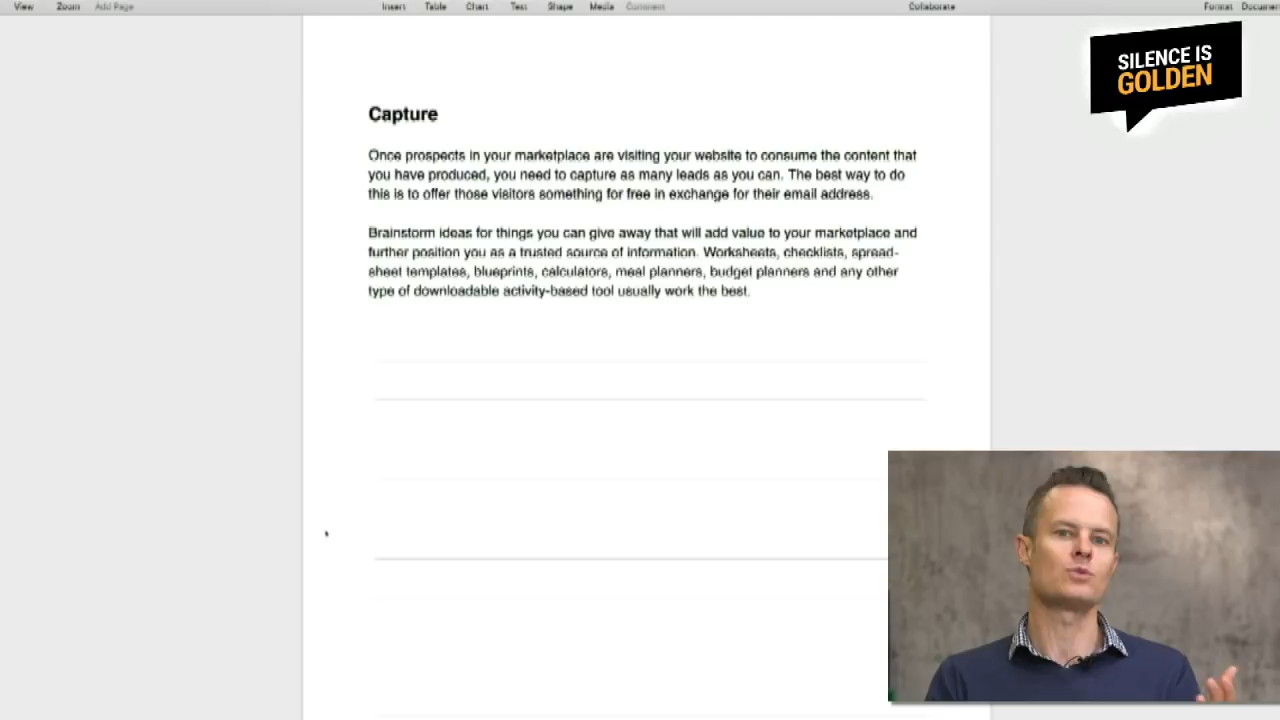 View Zoom Add Page Insert Table Chart Text Shape Media Comment Collaborate Format Documen
SILENCE IS
GOLDEN
Capture
Once prospects in your marketplace are visiting your website to consume the content that
you have produced, you need to capture as many leads as you can. The best way to do
this is to offer those visitors something for free in exchange for their email address.
Brainstorm ideas for things you can give away that will add value to your marketplace and
further position you as a trusted source of information. Worksheets, checklists, spread-
sheet templates, blueprints, calculators, meal planners, budget planners and any other
type of downloadable activity-based tool usually work the best.